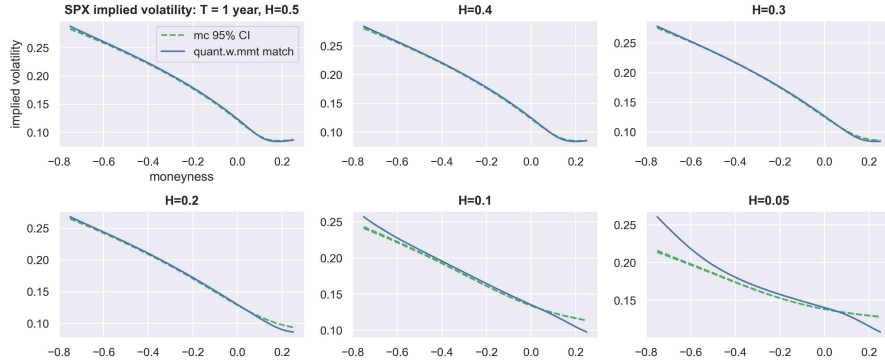 SPX implied volatility: T = 1 year, H=0.5
mc 95% CI
quant.w.mmt match
implied volatility
0.25
0.20
0.15
0.10
−0.8 −0.6 −0.4 −0.2 0.0 0.2
moneyness
H=0.4
0.25
0.20
0.15
0.10
−0.8 −0.6 −0.4 −0.2 0.0 0.2
H=0.3
0.25
0.20
0.15
0.10
−0.8 −0.6 −0.4 −0.2 0.0 0.2
H=0.2
0.25
0.20
0.15
0.10
−0.8 −0.6 −0.4 −0.2 0.0 0.2
H=0.1
0.25
0.20
0.15
0.10
−0.8 −0.6 −0.4 −0.2 0.0 0.2
H=0.05
0.25
0.20
0.15
−0.8 −0.6 −0.4 −0.2 0.0 0.2